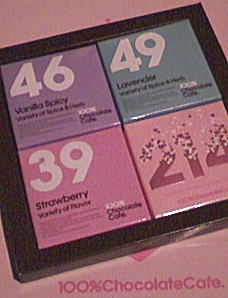 46
Vanilla Spicy
Variety of Spice & Herb
100%
Chocolate
Cafe.
49
Lavender
Variety of Spice & Herb
100%
Chocolate
Cafe.
39
Strawberry
Variety of Flavor
100%
Chocolate
Cafe.
212
100%ChocolateCafe.